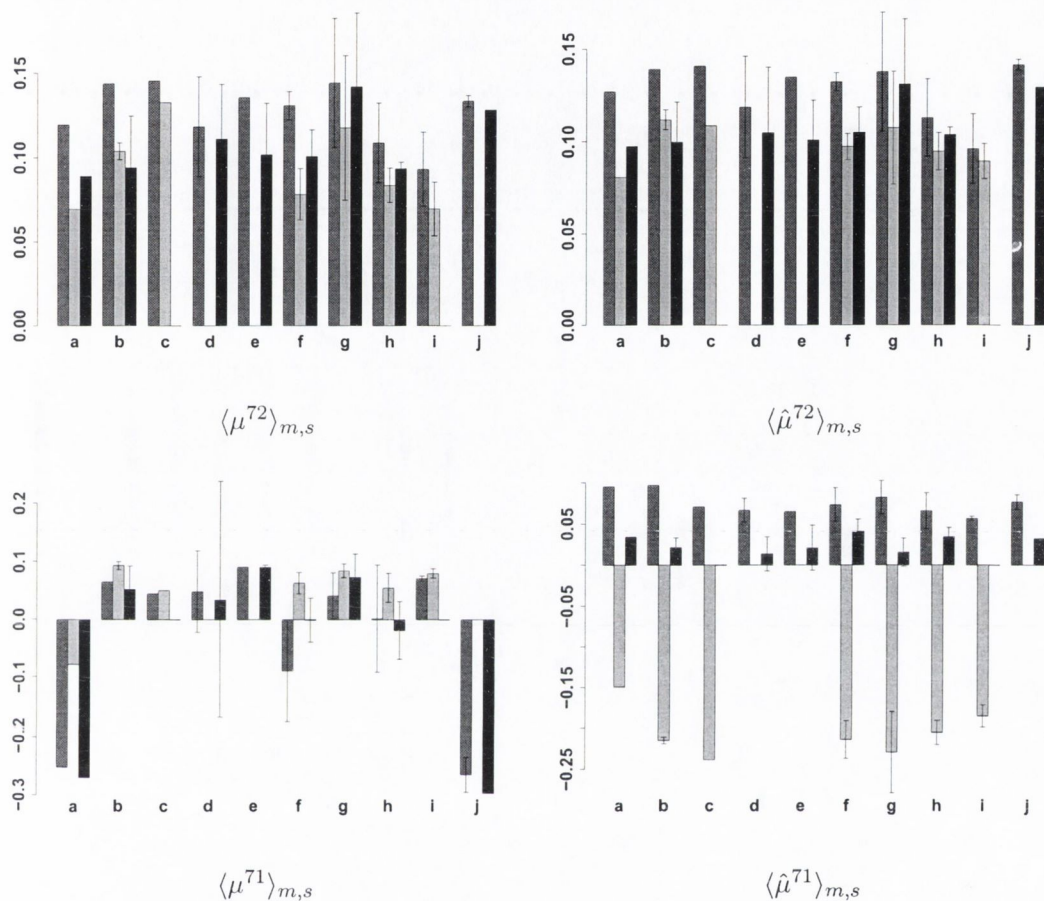 0.15
0.10
0.05
0.00
a b c d e f g h i j
⟨μ^{72}⟩_{m,s}
0.15
0.10
0.05
0.00
a b c d e f g h i j
⟨\hat{μ}^{72}⟩_{m,s}
0.2
0.1
0.0
−0.1
−0.2
−0.3
a b c d e f g h i j
⟨μ^{71}⟩_{m,s}
0.05
−0.05
−0.15
−0.25
a b c d e f g h i j
⟨\hat{μ}^{71}⟩_{m,s}